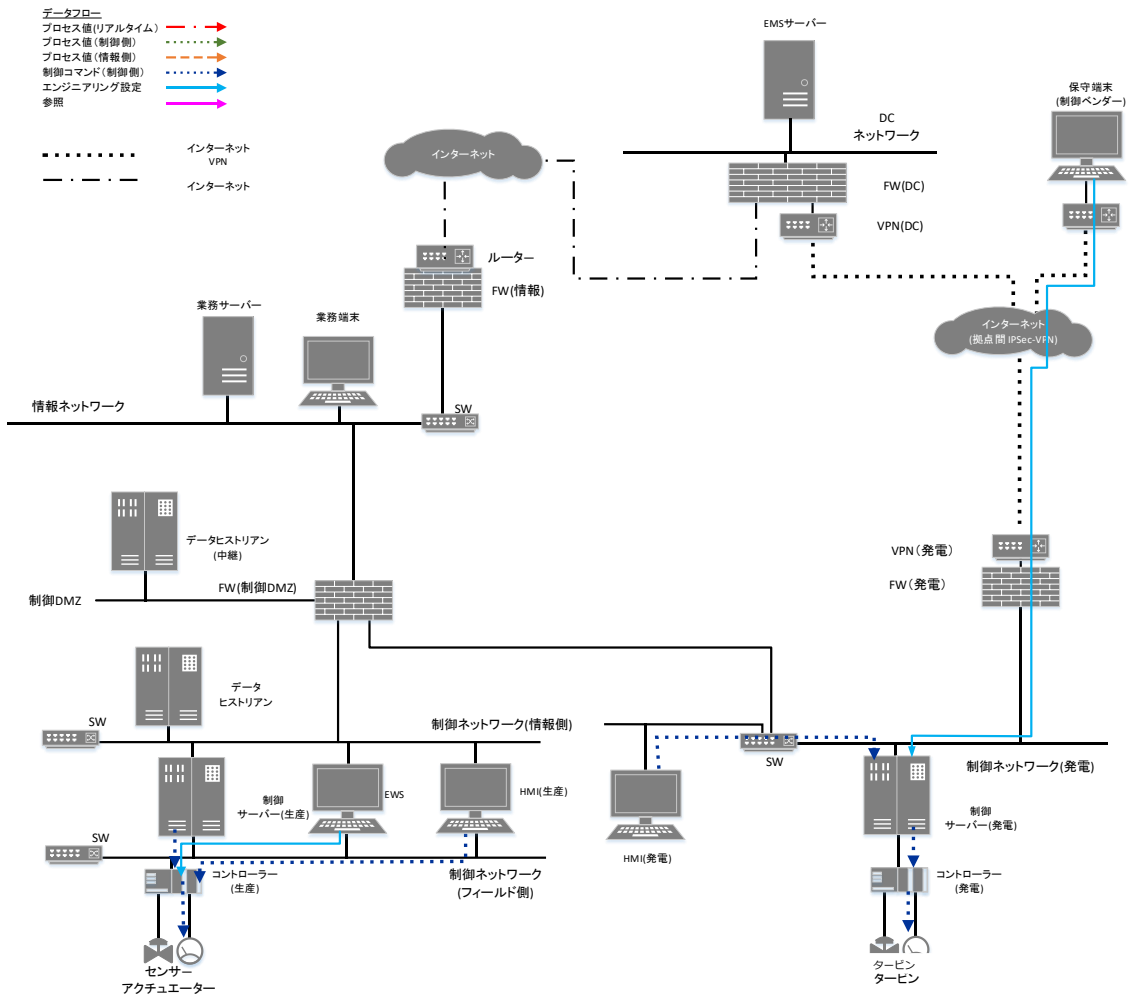 データフロー
プロセス値(リアルタイム)
プロセス値(制御側)
プロセス値(情報側)
制御コマンド(制御側)
エンジニアリング設定
参照
インターネット
VPN
インターネット
EMSサーバー
保守端末
(制御ベンダー)
DC
ネットワーク
インターネット
FW(DC)
VPN(DC)
ルーター
FW(情報)
業務サーバー
業務端末
インターネット
(拠点間 IPSec-VPN)
情報ネットワーク
SW
データヒストリアン
(中継)
VPN(発電)
FW(制御DMZ)
FW(発電)
制御DMZ
データ
ヒストリアン
SW
制御ネットワーク(情報側)
SW
制御ネットワーク(発電)
制御
サーバー(生産)
EWS
HMI(生産)
制御
サーバー(発電)
SW
HMI(発電)
コントローラー
(生産)
制御ネットワーク
(フィールド側)
コントローラー
(発電)
センサー
アクチュエーター
タービン
タービン